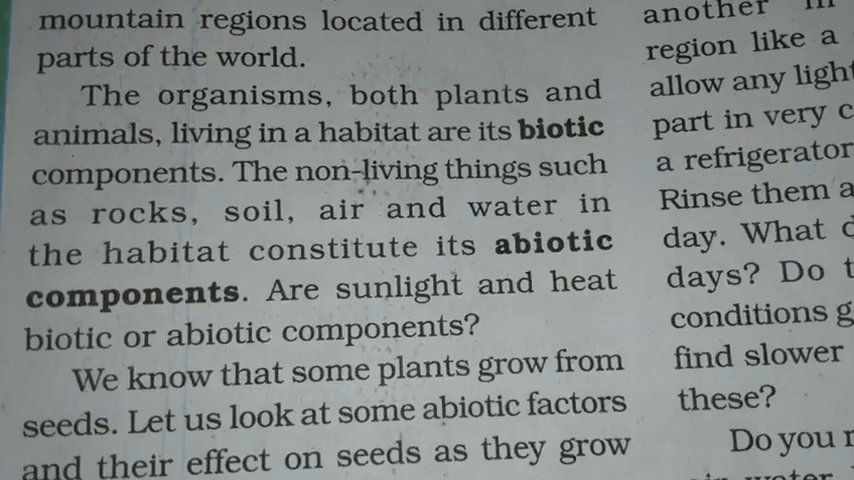 mountain regions located in different
parts of the world.
The organisms, both plants and
animals, living in a habitat are its biotic
components. The non-living things such
as rocks, soil, air and water in
the habitat constitute its abiotic
components. Are sunlight and heat
biotic or abiotic components?
We know that some plants grow from
seeds. Let us look at some abiotic factors
and their effect on seeds as they grow
another
region like a
allow any light
part in very
a refrigerator
Rinse them
day. What
days? Do
conditions
find slower
these?
Do you
water